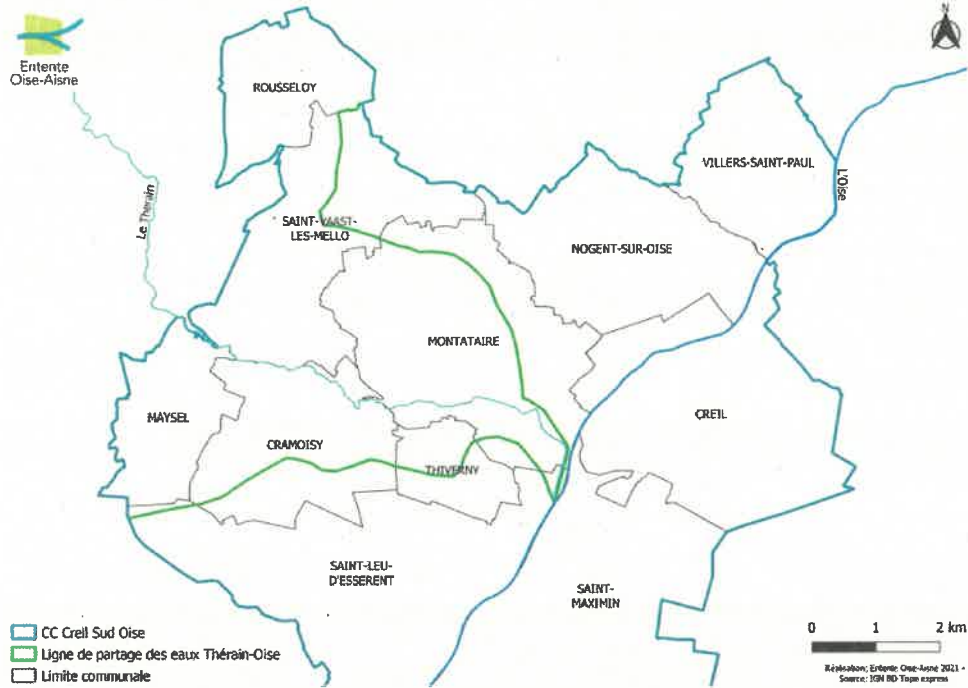 Entente
Oise-Aisne
N
ROUSSELOY
VILLERS-SAINT-PAUL
L'Oise
Le Thérain
SAINT-VAAST-
LES-MELLO
NOGENT-SUR-OISE
MONTATAIRE
MAYSEL
CREIL
CRAMOISY
THIVERNY
SAINT-LEU-
D'ESSERENT
SAINT-
MAXIMIN
CC Creil Sud Oise
Ligne de partage des eaux Thérain-Oise
Limite communale
0 1 2 km
Réalisation: Entente Oise-Aisne 2021 -
Source: IGN BD Topo express